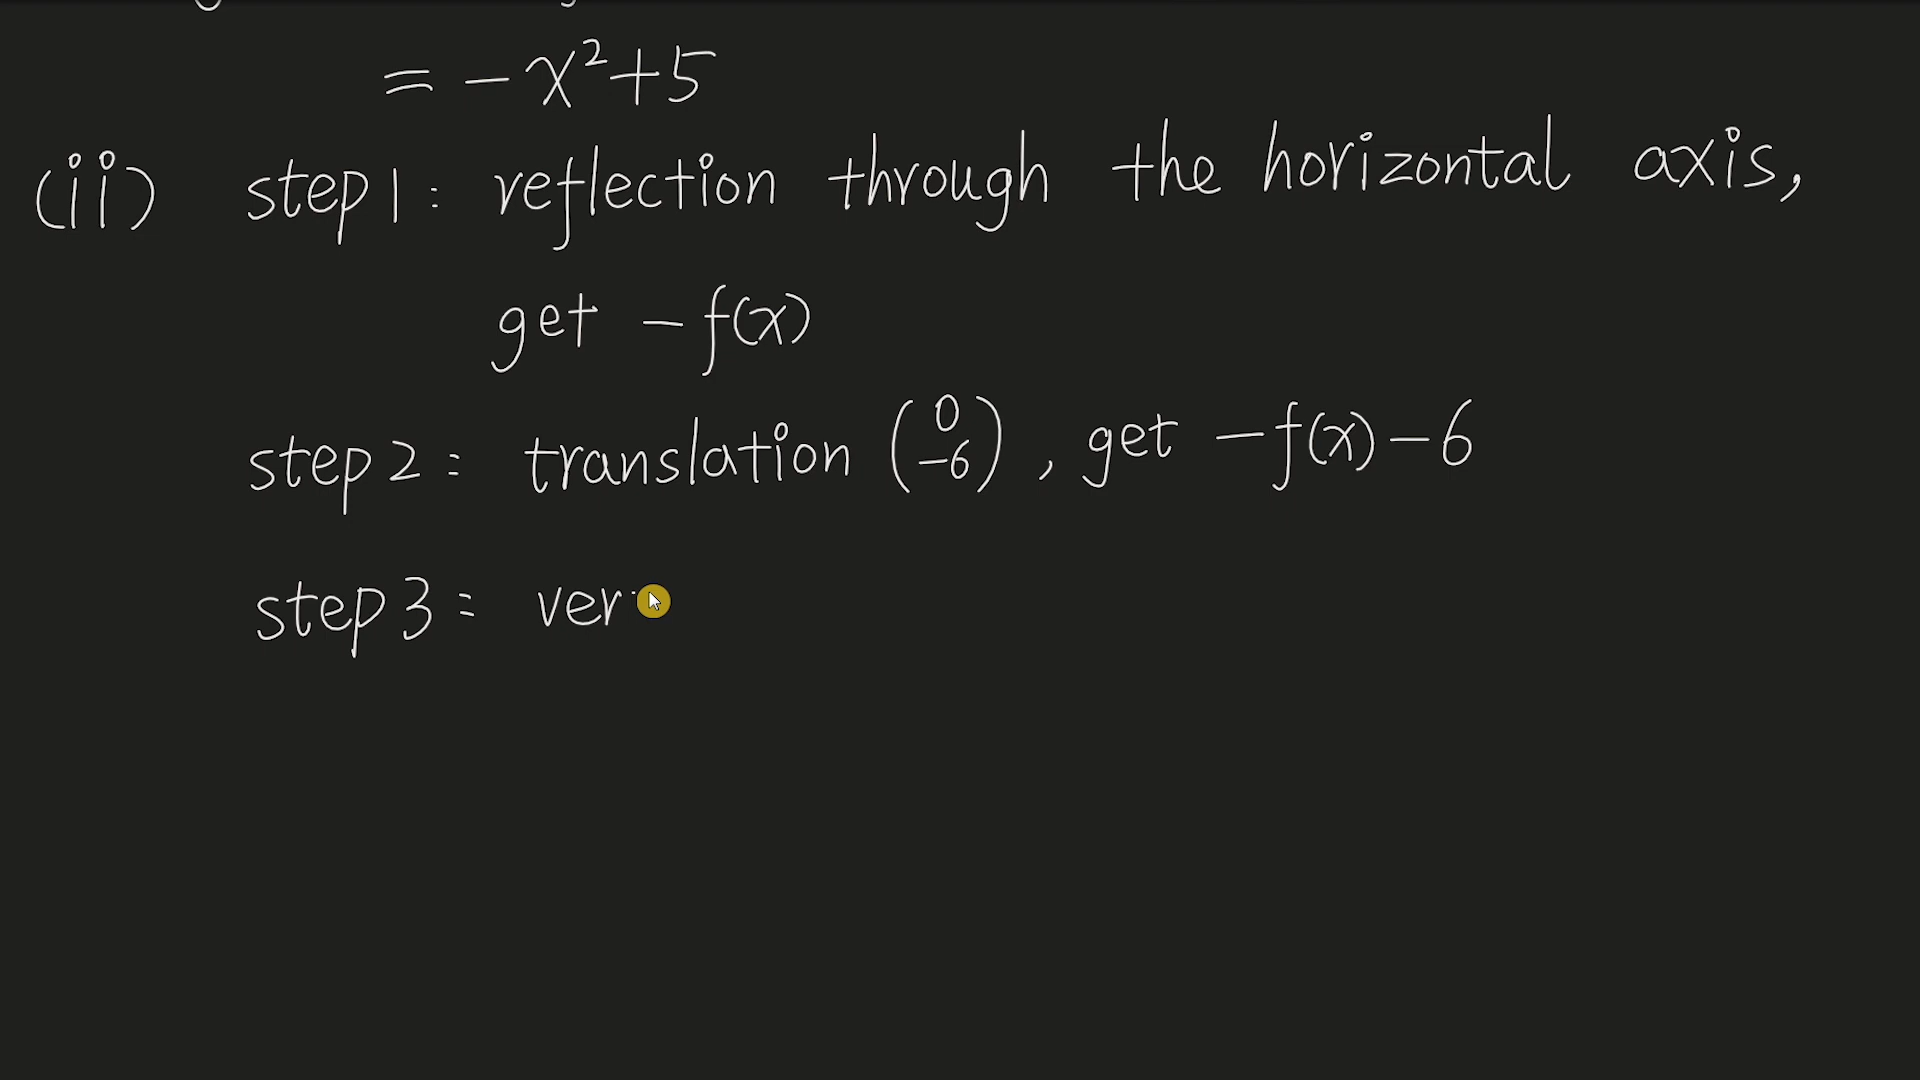 = - x² + 5
(ii) step 1: reflection through the horizontal axis,
get - f(x)
step 2: translation (0 -6), get - f(x) - 6
step 3: ver